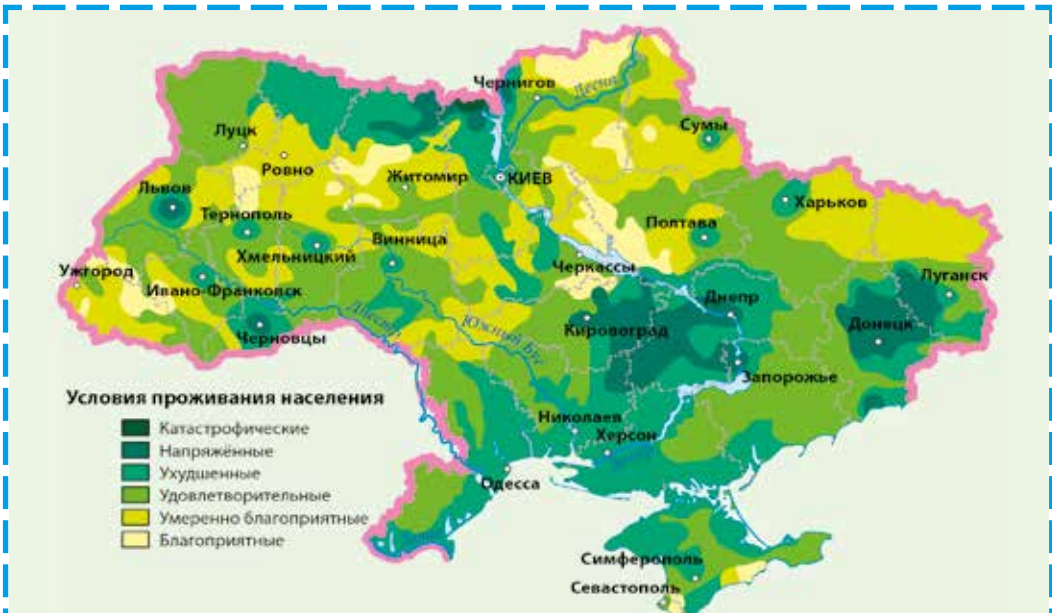 Чернигов
Десна
Сумы
Луцк
Ровно
Житомир
КИЕВ
Львов
Харьков
Тернополь
Полтава
Хмельницкий
Винница
Черкассы
Ужгород
Луганск
Ивано-Франковск
Днепр
Днестр
Южный Буг
Кировоград
Донецк
Черновцы
Запорожье
Условия проживания населения
Катастрофические
Напряжённые
Ухудшенные
Удовлетворительные
Умеренно благоприятные
Благоприятные
Николаев
Херсон
Одесса
Симферополь
Севастополь